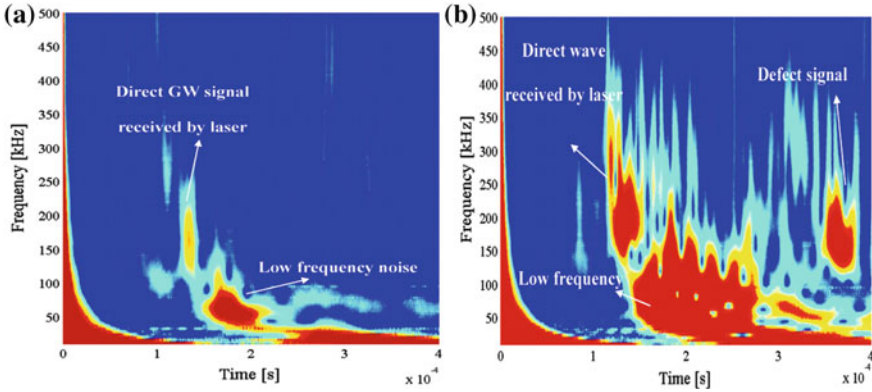 (a)
500
450
400
350
300
250
200
150
100
50
Frequency [kHz]
Direct GW signal
received by laser
Low frequency noise
0
1
2
3
4
Time [s]
x 10⁻⁴
(b)
500
450
400
350
300
250
200
150
100
50
Frequency [kHz]
Direct wave
received by laser
Defect signal
Low frequency
0
1
2
3
4
Time [s]
x 10⁻⁴